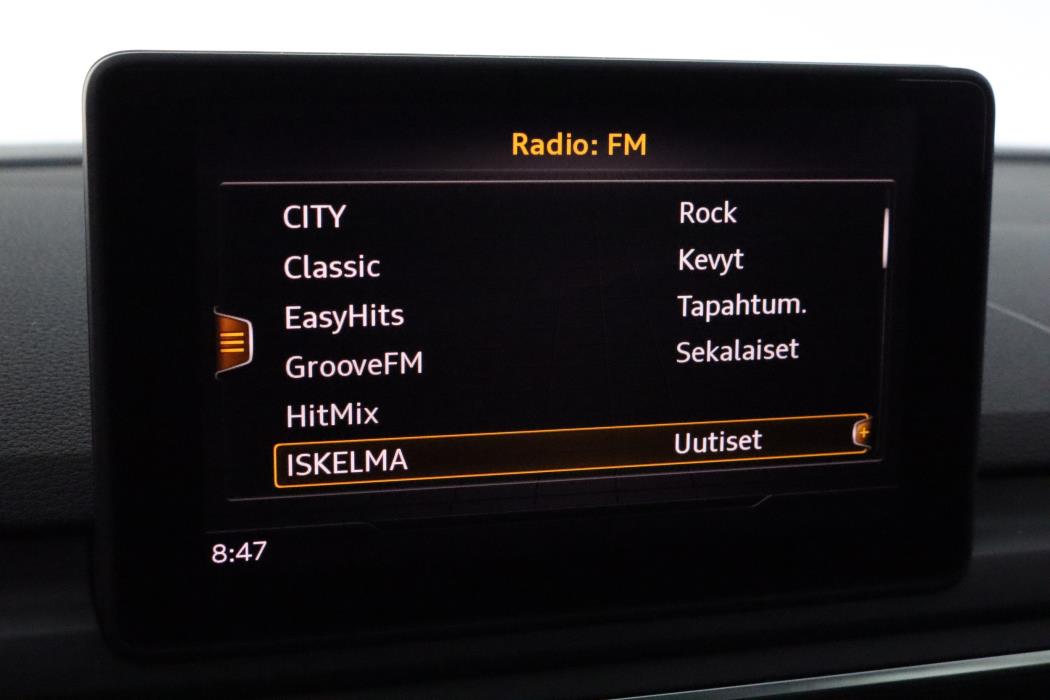 Radio: FM
CITY Rock
Classic Kevyt
EasyHits Tapahtum.
GrooveFM Sekalaiset
HitMix
ISKELMA Uutiset
8:47